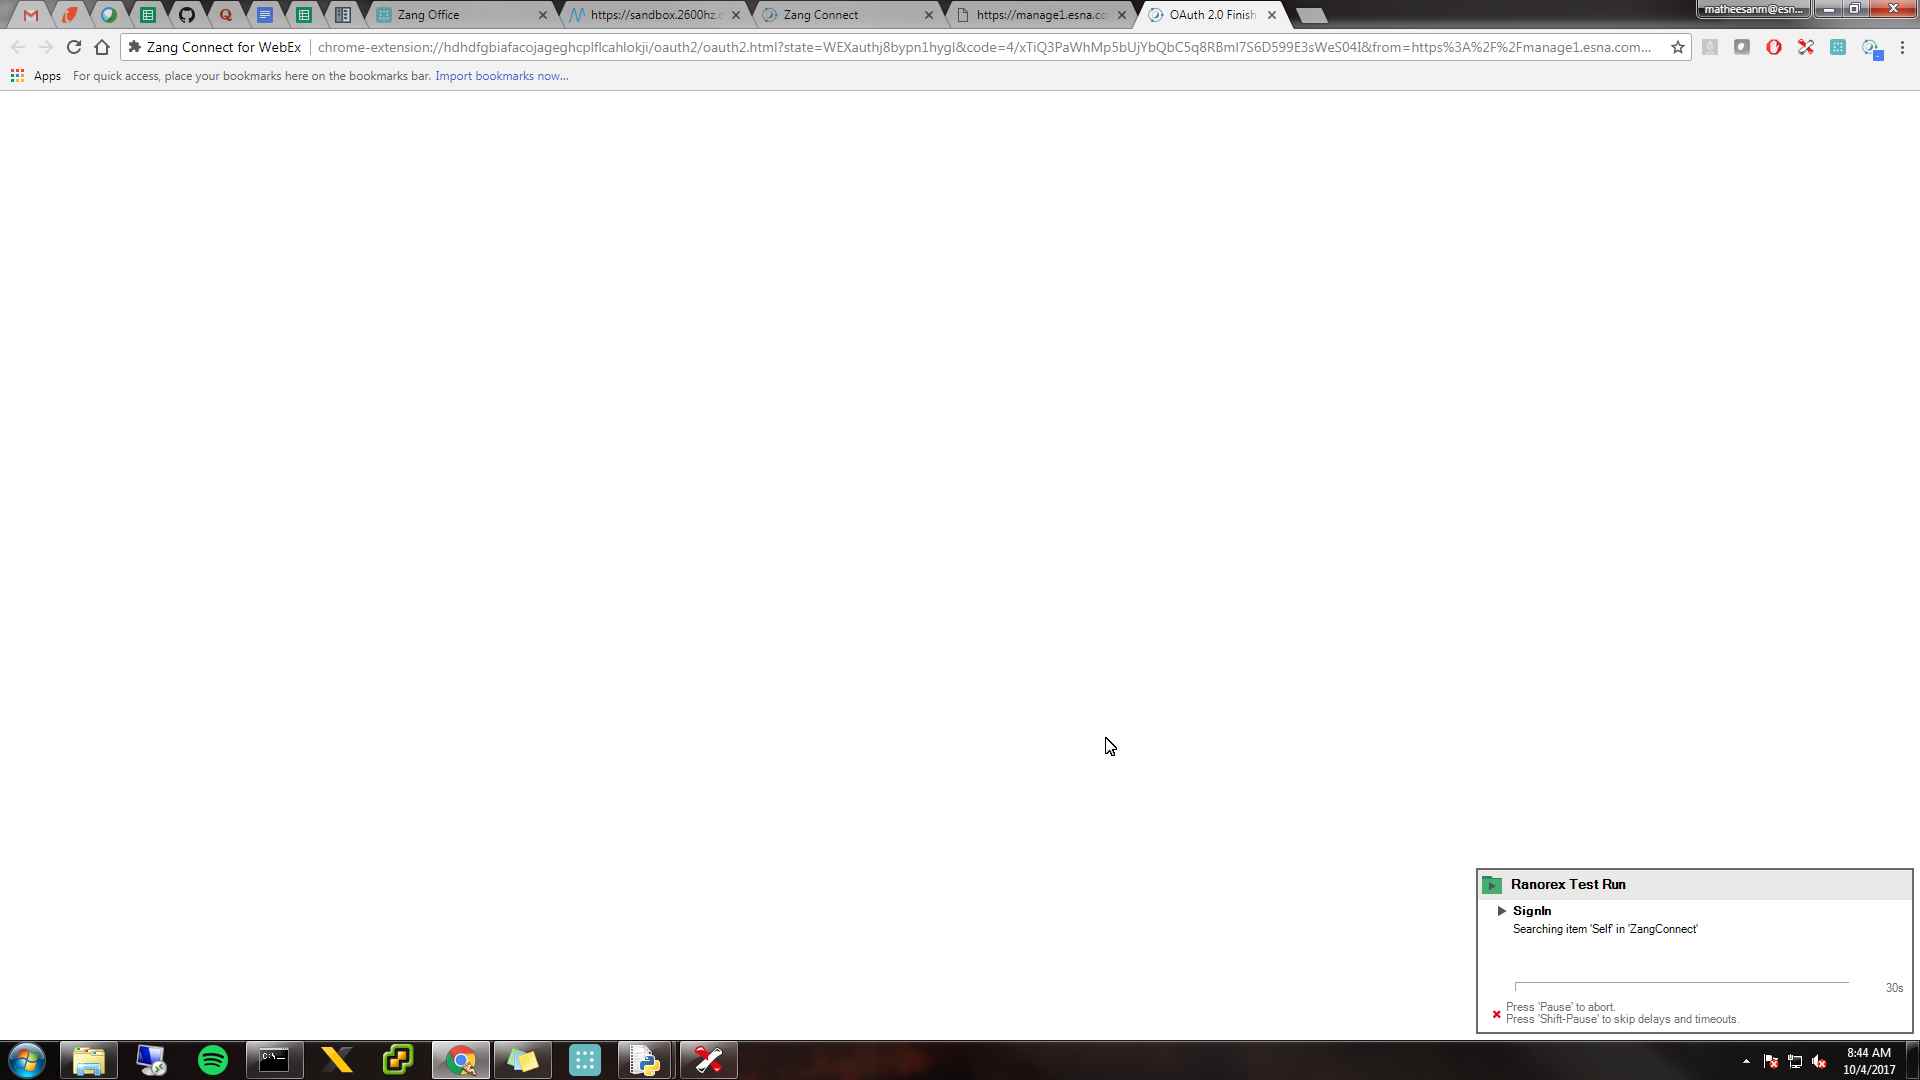 Zang Office
https://sandbox.2600hz.c
Zang Connect
https://manage1.esna.co
OAuth 2.0 Finish
matheesanm@esn...
Zang Connect for WebEx
chrome-extension://hdhdfgbiafacojageghcplflcahlokji/oauth2/oauth2.html?state=WEXauthj8bypn1hygl&code=4/xTiQ3PaWhMp5bUjYbQbC5q8RBmI7S6D599E3sWeS04I&from=https%3A%2F%2Fmanage1.esna.com...
Apps
For quick access, place your bookmarks here on the bookmarks bar. Import bookmarks now...
Ranorex Test Run
SignIn
Searching item 'Self' in 'ZangConnect'
30s
Press 'Pause' to abort.
Press 'Shift-Pause' to skip delays and timeouts.
C:\._
8:44 AM
10/4/2017